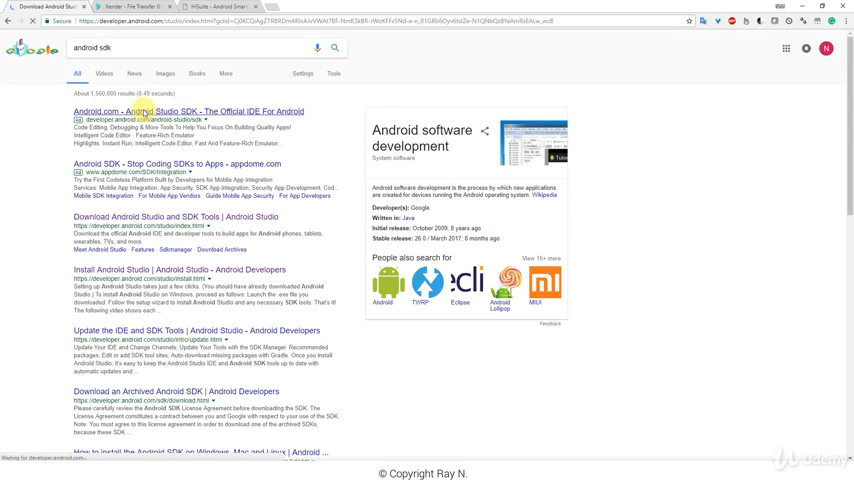 Download Android Stud
Xender - File Transfer &
HiSuite - Android Smart
Secure
https://developer.android.com/studio/index.html?gclid=
android sdk
All Videos News Images Books More Settings Tools
About 1,560,000 results (0.49 seconds)
Android.com - Android Studio SDK - The Official IDE For Android
Ad developer.android.com/android-studio/sdk
Code Editing, Debugging & More Tools To Help You Focus On Building Quality Apps!
Intelligent Code Editor · Feature-Rich Emulator
Highlights: Instant Run, Intelligent Code Editor, Fast And Feature-Rich Emulator...
Android SDK - Stop Coding SDKs to Apps - appdome.com
Ad www.appdome.com/SDK/Integration
Try the First Codeless Platform Built by Developers for Mobile App Integration
Services: Mobile App Integration, App Security, SDK App Integration, Security Development, Cod...
Mobile SDK Integration · For Mobile App Vendors · Guide Mobile App Security · For App Developers
Download Android Studio and SDK Tools | Android Studio
https://developer.android.com/studio/index.html
Download the official Android IDE and developer tools to build apps for Android phones, tablets,
wearables, TVs, and more.
Meet Android Studio · Features · Sdkmanager · Download Archives
Install Android Studio | Android Studio - Android Developers
https://developer.android.com/studio/install.html
Setting up Android Studio takes just a few clicks. (You should have already downloaded Android
Studio.) To install Android Studio on Windows, proceed as follows: Launch the .exe file you
downloaded. Follow the setup wizard to install Android Studio and any necessary SDK tools. That's it!
The following video shows each ...
Update the IDE and SDK Tools | Android Studio - Android Developers
https://developer.android.com/studio/intro/update.html
Recommended packages; Update Your Tools with the SDK Manager. Recommended
packages; Edit or add SDK tool sites; Auto-download missing packages with Gradle. Once you install
Android Studio, it's easy to keep the Android Studio IDE and Android SDK tools up to date with
automatic updates and...
Download an Archived Android SDK | Android Developers
https://developer.android.com/sdk/download.html
Please carefully review the Android SDK License Agreement before downloading the SDK. The
License Agreement constitutes a contract between you and Google with respect to your use of the SDK.
Note: You must agree to this license agreement in order to download one of the archived SDKs,
because these SDK ...
How to install the Android SDK on Windows, Mac and Linux | Android ...
Android software
development
System software
Tutor
Android software development is the process by which new applications
are created for devices running the Android operating system. Wikipedia
Developers: Google
Written in: Java
Initial release: October 2009, 8 years ago
Stable release: 26.0 / March 2017, 8 months ago
People also search for
View 15+ more
Android
TWRP
Eclipse
Android
Lollipop
MIUI
Feedback
N
Waiting for developer.android.com...
© Copyright Ray N.
Udemy